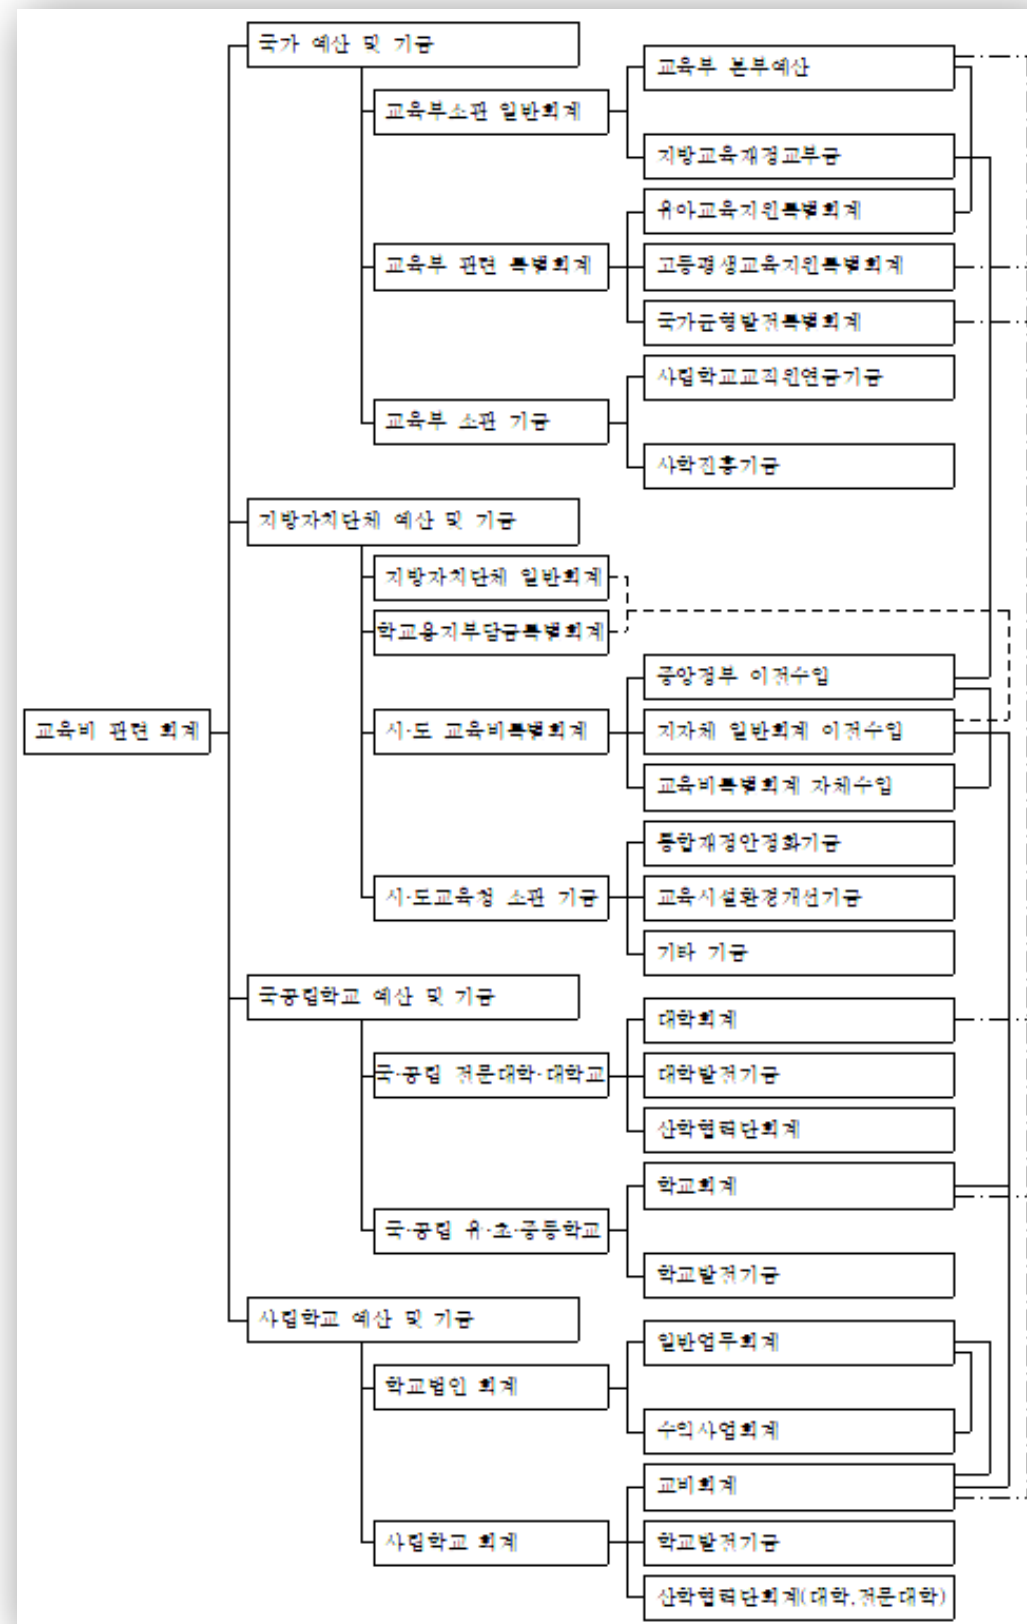 국가 예산 및 기금
교육부 본부예산
교육부소관 일반회계
지방교육재정교부금
유아교육지원특별회계
교육부 관련 특별회계
고등평생교육지원특별회계
국가균형발전특별회계
사립학교교직원연금기금
교육부 소관 기금
사학진흥기금
지방자치단체 예산 및 기금
지방자치단체 일반회계
학교용지부담금특별회계
중앙정부 이전수입
교육비 관련 회계
시·도 교육비특별회계
지자체 일반회계 이전수입
교육비특별회계 자체수입
통합재정안정화기금
시·도교육청 소관 기금
교육시설환경개선기금
기타 기금
국공립학교 예산 및 기금
대학회계
국·공립 전문대학·대학교
대학발전기금
산학협력단회계
학교회계
국·공립 유·초·중등학교
학교발전기금
사립학교 예산 및 기금
일반업무회계
학교법인 회계
수익사업회계
교비회계
사립학교 회계
학교발전기금
산학협력단회계(대학,전문대학)